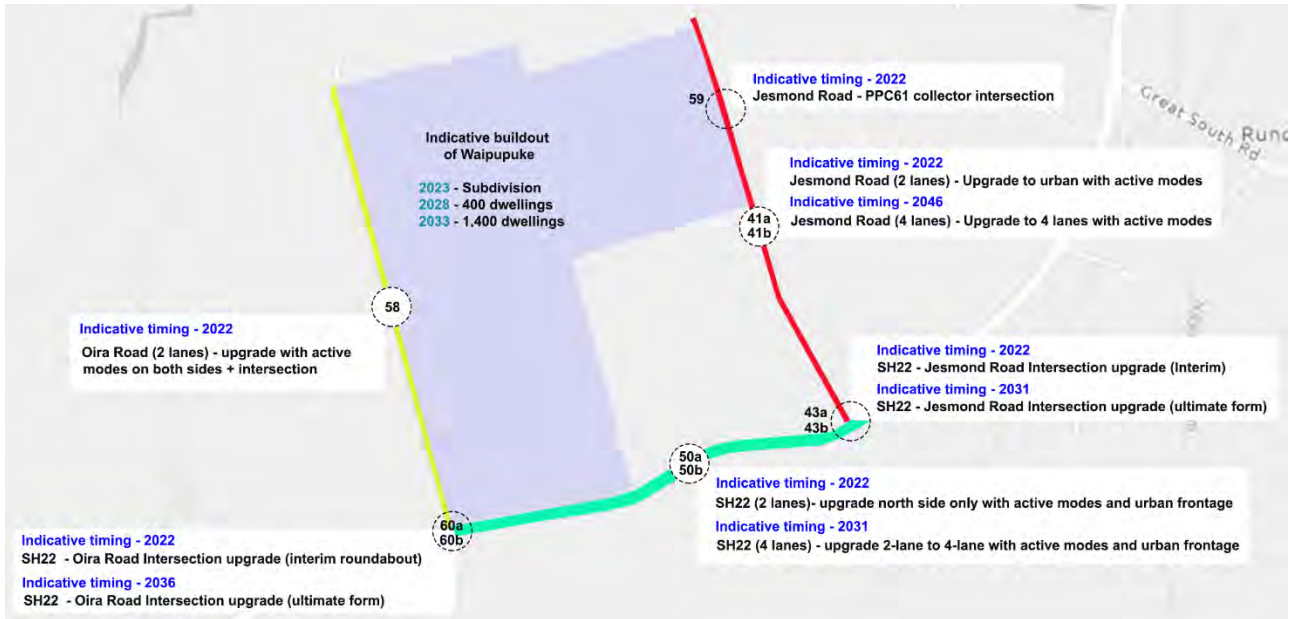 Indicative timing - 2022
Jesmond Road - PPC61 collector intersection
59
Great South Rd
Indicative buildout
of Waipupuke
2023 - Subdivision
2028 - 400 dwellings
2033 - 1,400 dwellings
Indicative timing - 2022
Jesmond Road (2 lanes) - Upgrade to urban with active modes
Indicative timing - 2046
Jesmond Road (4 lanes) - Upgrade to 4 lanes with active modes
41a
41b
58
Indicative timing - 2022
Oira Road (2 lanes) - upgrade with active
modes on both sides + intersection
Indicative timing - 2022
SH22 - Jesmond Road Intersection upgrade (Interim)
Indicative timing - 2031
SH22 - Jesmond Road Intersection upgrade (ultimate form)
43a
43b
50a
50b
Indicative timing - 2022
SH22 (2 lanes)- upgrade north side only with active modes and urban frontage
Indicative timing - 2031
SH22 (4 lanes) - upgrade 2-lane to 4-lane with active modes and urban frontage
60a
60b
Indicative timing - 2022
SH22 - Oira Road Intersection upgrade (interim roundabout)
Indicative timing - 2036
SH22 - Oira Road Intersection upgrade (ultimate form)